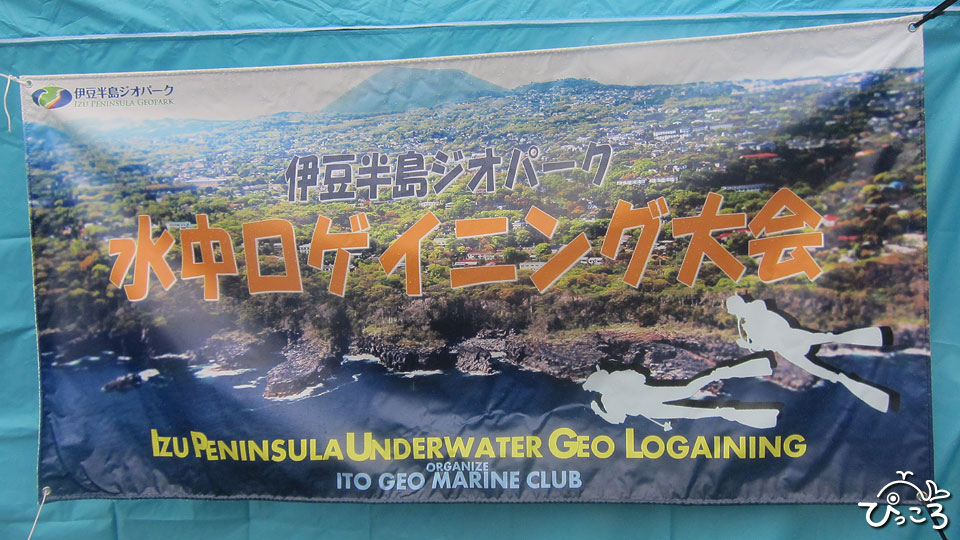 伊豆半島ジオパーク
IZU PENINSULA GEOPARK
伊豆半島ジオパーク
水中ロゲイニング大会
IZU PENINSULA UNDERWATER GEO LOGAINING
ORGANIZE
ITO GEO MARINE CLUB
ぴっころ